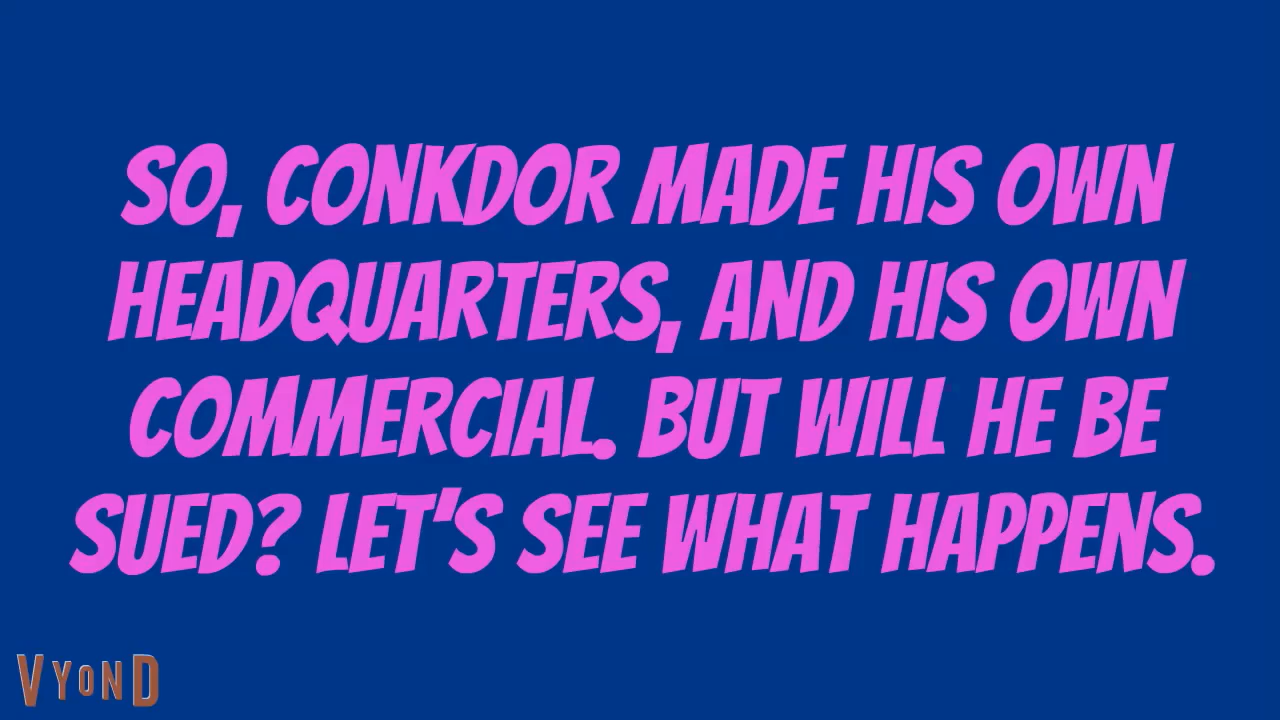 SO, CONKDOR MADE HIS OWN
HEADQUARTERS, AND HIS OWN
COMMERCIAL. BUT WILL HE BE
SUED? LET'S SEE WHAT HAPPENS.
VYOND